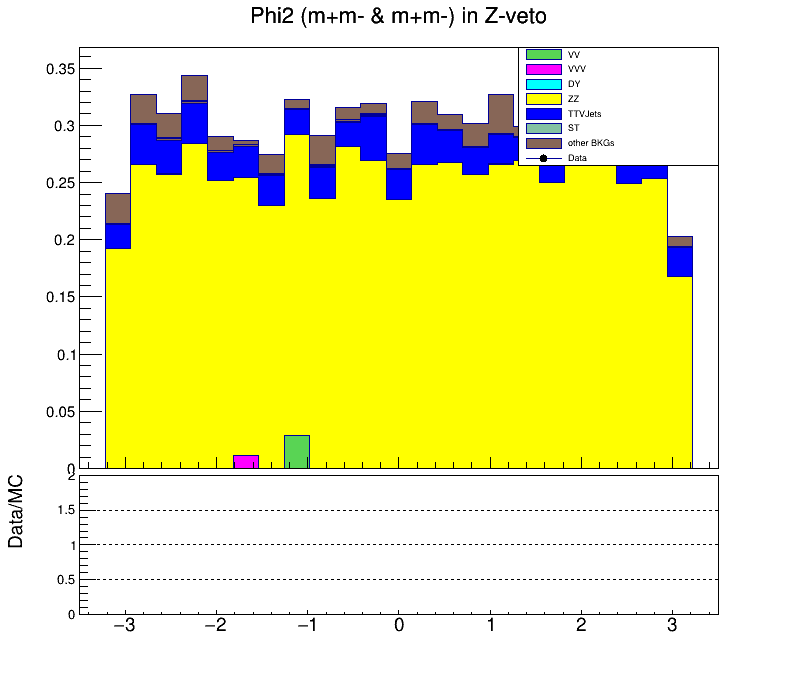 Phi2 (m+m- & m+m-) in Z-veto
0.35
0.3
0.25
0.2
0.15
0.1
0.05
0
VV
VVV
DY
ZZ
TTVJets
ST
other BKGs
Data
Data/MC
2
1.5
1
0.5
0
−3 −2 −1 0 1 2 3